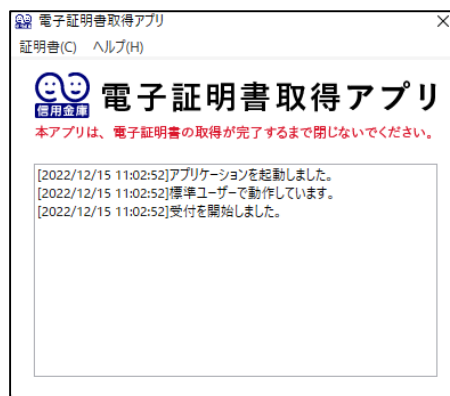 電子証明書取得アプリ
証明書(C) ヘルプ(H)
信用金庫 電子証明書取得アプリ
本アプリは、電子証明書の取得が完了するまで閉じないでください。
[2022/12/15 11:02:52]アプリケーションを起動しました。
[2022/12/15 11:02:52]標準ユーザーで動作しています。
[2022/12/15 11:02:52]受付を開始しました。